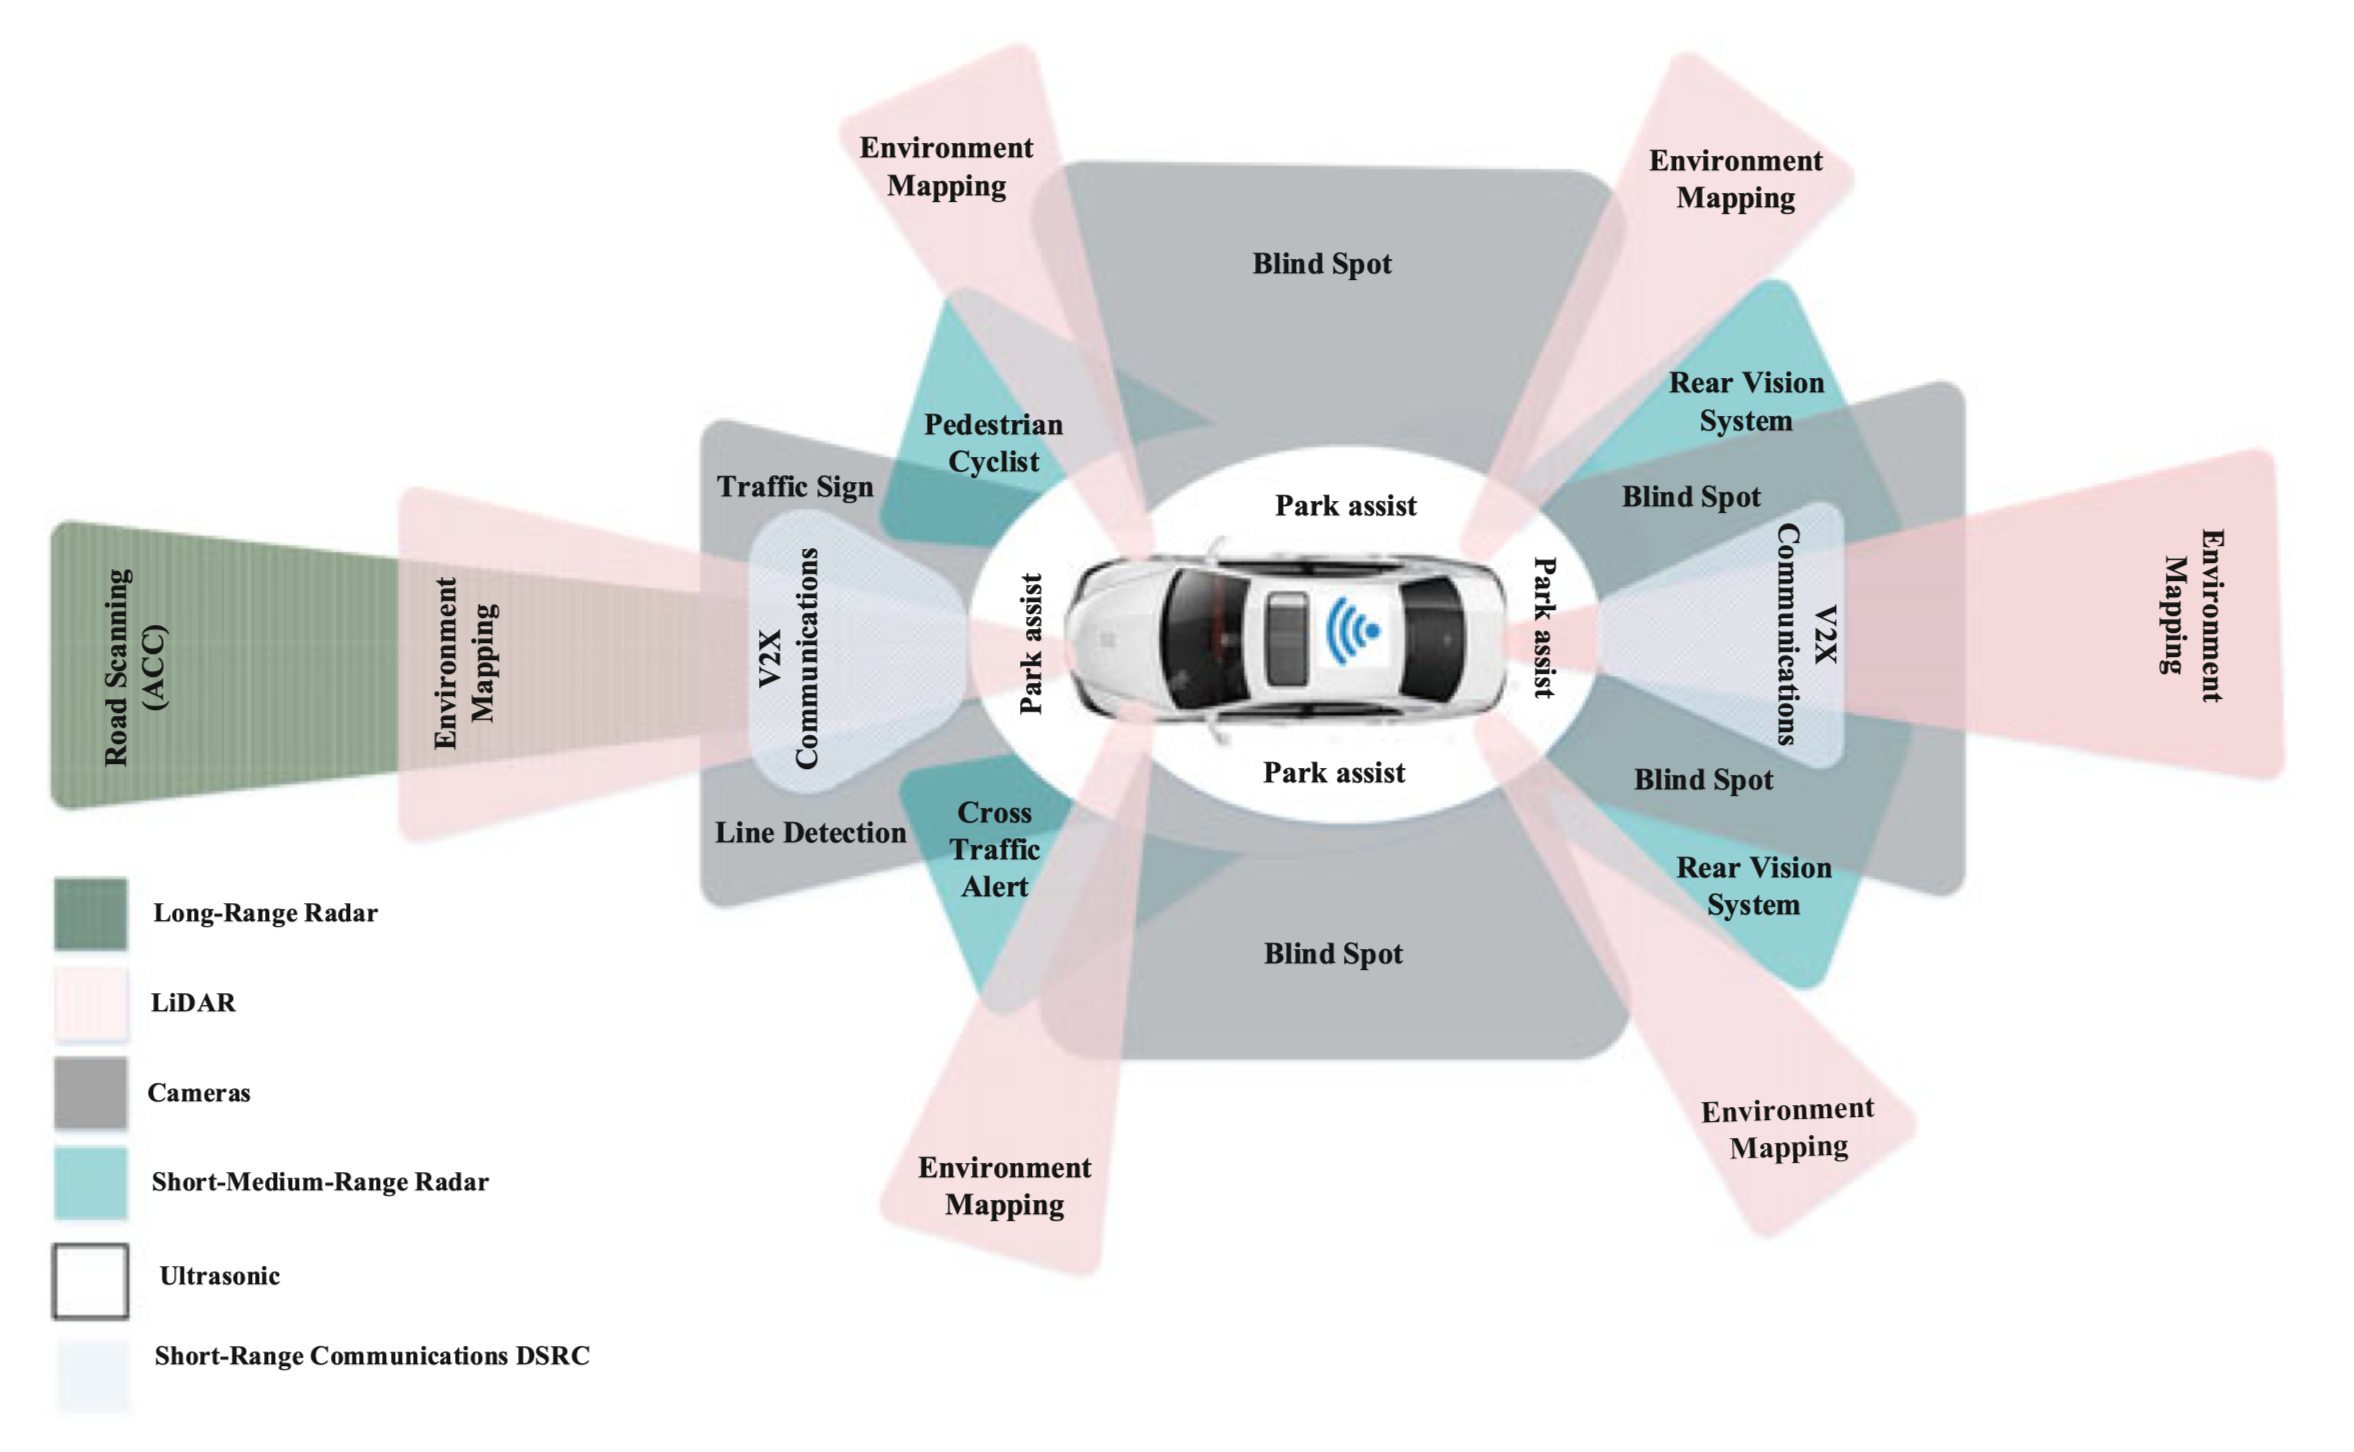 Environment
Mapping
Environment
Mapping
Blind Spot
Rear Vision
System
Pedestrian
Cyclist
Traffic Sign
Blind Spot
Park assist
Road Scanning
(ACC)
Environment
Mapping
V2X
Communications
Park assist
Park assist
V2X
Communications
Environment
Mapping
Park assist
Blind Spot
Line Detection
Cross
Traffic
Alert
Rear Vision
System
Blind Spot
Environment
Mapping
Environment
Mapping
Long-Range Radar
LiDAR
Cameras
Short-Medium-Range Radar
Ultrasonic
Short-Range Communications DSRC